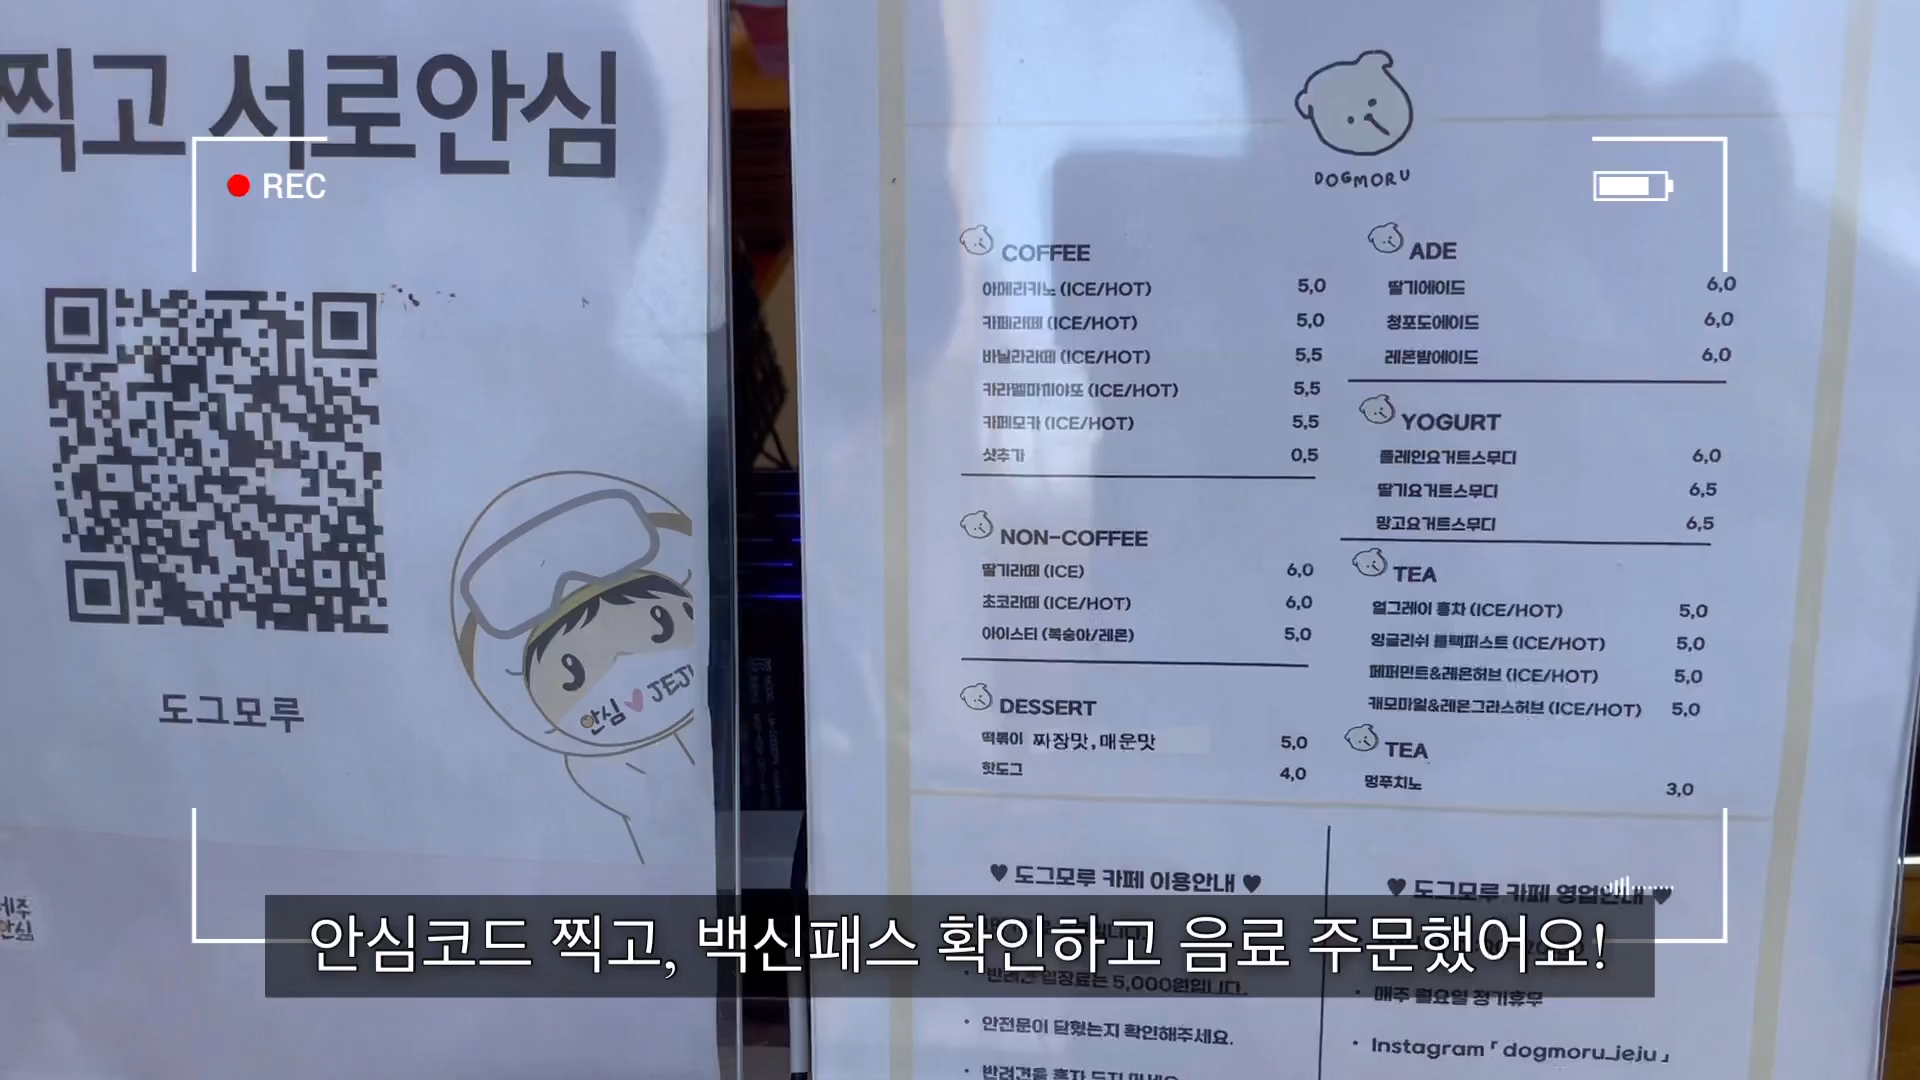 찍고 서로안심
REC
도그모루
안심 JEJU
제주
안심
DOGMORU
COFFEE
아메리카노 (ICE/HOT) 5,0
카페라떼 (ICE/HOT) 5,0
바닐라라떼 (ICE/HOT) 5,5
카라멜마끼야또 (ICE/HOT) 5,5
카페모카 (ICE/HOT) 5,5
샷추가 0,5
NON-COFFEE
딸기라떼 (ICE) 6,0
초코라떼 (ICE/HOT) 6,0
아이스티 (복숭아/레몬) 5,0
DESSERT
떡볶이 짜장맛,매운맛 5,0
핫도그 4,0
ADE
딸기에이드 6,0
청포도에이드 6,0
레몬밤에이드 6,0
YOGURT
플레인요거트스무디 6,0
딸기요거트스무디 6,5
망고요거트스무디 6,5
TEA
얼그레이 홍차 (ICE/HOT) 5,0
잉글리쉬 블랙퍼스트 (ICE/HOT) 5,0
페퍼민트&레몬허브 (ICE/HOT) 5,0
캐모마일&레몬그라스허브 (ICE/HOT) 5,0
TEA
멍푸치노 3,0
♥ 도그모루 카페 이용안내 ♥
· 반려견 입장료는 5,000원입니다.
· 안전문이 닫혔는지 확인해주세요.
♥ 도그모루 카페 영업안내 ♥
· 매주 월요일 정기휴무
· Instagram「dogmoru_jeju」
안심코드 찍고, 백신패스 확인하고 음료 주문했어요!